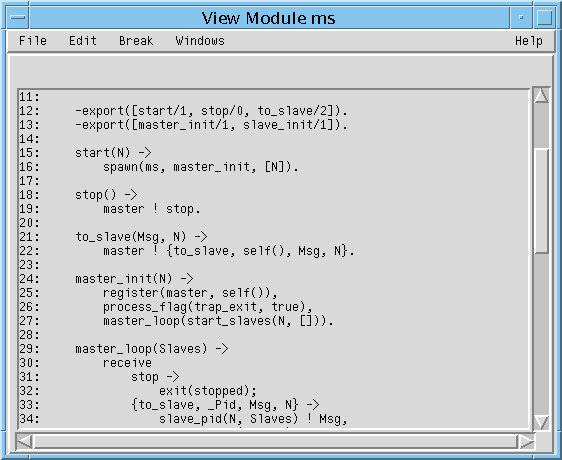 View Module ms
File Edit Break Windows Help
11:
12: -export([start/1, stop/0, to_slave/2]).
13: -export([master_init/1, slave_init/1]).
14:
15: start(N) ->
16: spawn(ms, master_init, [N]).
17:
18: stop() ->
19: master ! stop.
20:
21: to_slave(Msg, N) ->
22: master ! {to_slave, self(), Msg, N}.
23:
24: master_init(N) ->
25: register(master, self()),
26: process_flag(trap_exit, true),
27: master_loop(start_slaves(N, [])).
28:
29: master_loop(Slaves) ->
30: receive
31: stop ->
32: exit(stopped);
33: {to_slave, _Pid, Msg, N} ->
34: slave_pid(N, Slaves) ! Msg,